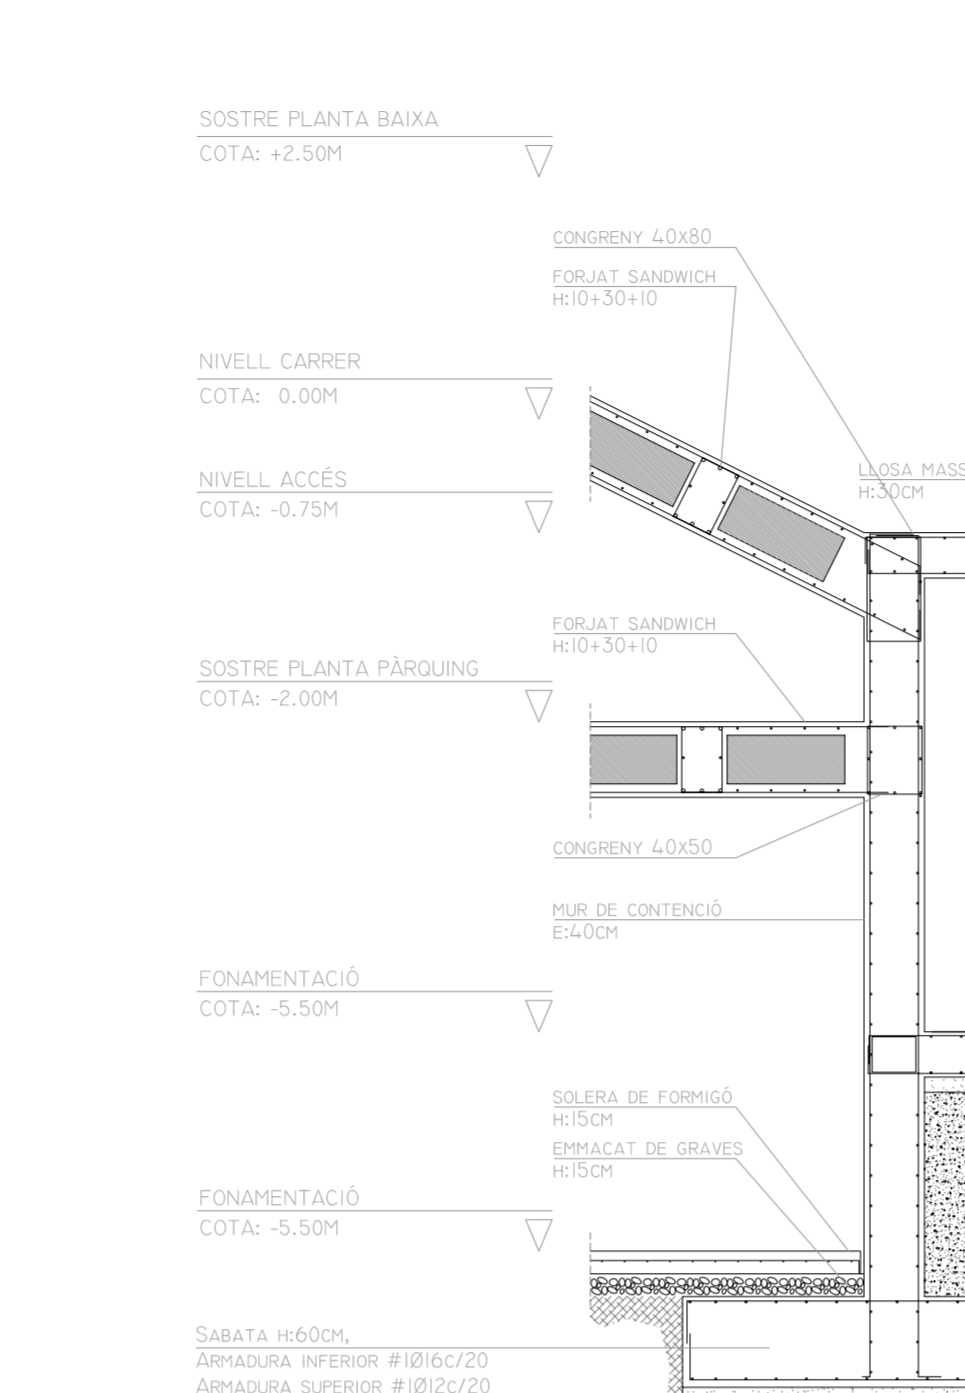 SOSTRE PLANTA BAIXA
COTA: +2.50M
CONGRENY 40X80
FORJAT SANDWICH
H:10+30+10
NIVELL CARRER
COTA: 0.00M
NIVELL ACCÉS
COTA: -0.75M
LLOSA MASS
H:30CM
FORJAT SANDWICH
H:10+30+10
SOSTRE PLANTA PÀRQUING
COTA: -2.00M
CONGRENY 40X50
MUR DE CONTENCIÓ
E:40CM
FONAMENTACIÓ
COTA: -5.50M
SOLERA DE FORMIGÓ
H:15CM
EMMACAT DE GRAVES
H:15CM
FONAMENTACIÓ
COTA: -5.50M
SABATA H:60CM,
ARMADURA INFERIOR #1Ø16C/20
ARMADURA SUPERIOR #1Ø12C/20